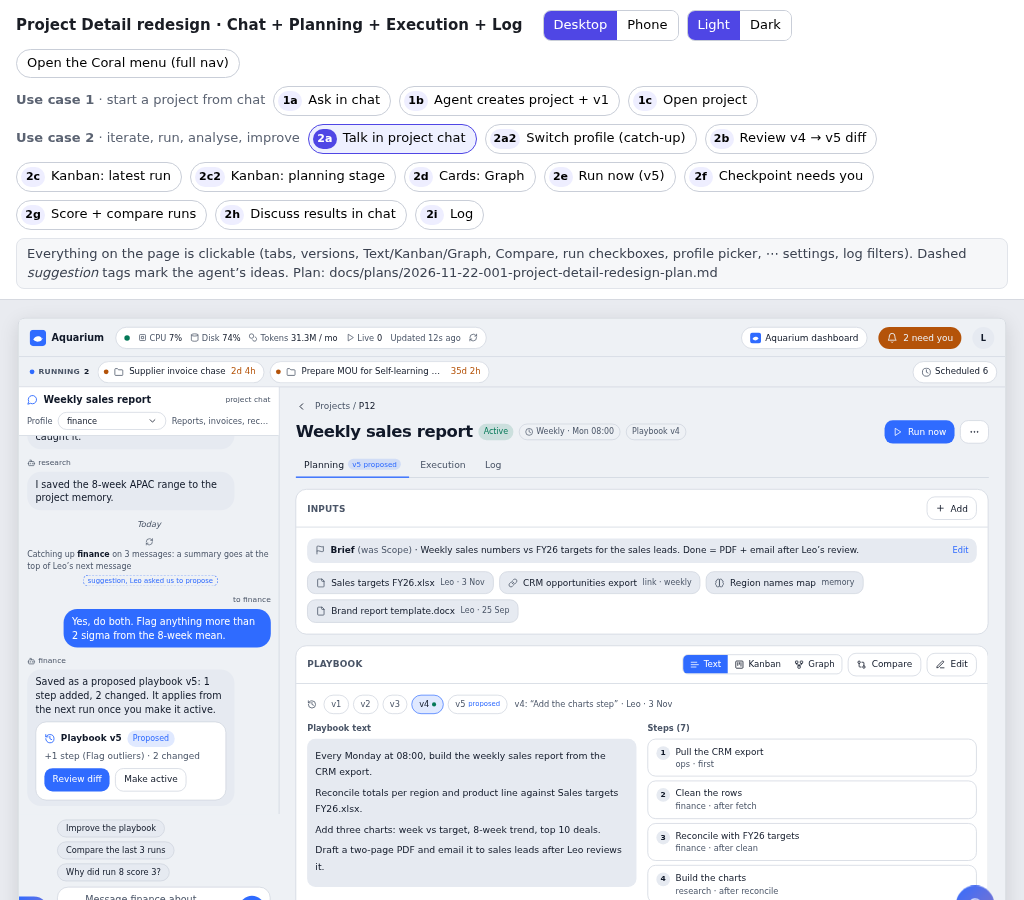 Project Detail redesign · Chat + Planning + Execution + Log
Desktop Phone Light Dark
Open the Coral menu (full nav)
Use case 1 · start a project from chat 1a Ask in chat 1b Agent creates project + v1 1c Open project
Use case 2 · iterate, run, analyse, improve 2a Talk in project chat 2a2 Switch profile (catch-up) 2b Review v4 → v5 diff
2c Kanban: latest run 2c2 Kanban: planning stage 2d Cards: Graph 2e Run now (v5) 2f Checkpoint needs you
2g Score + compare runs 2h Discuss results in chat 2i Log
Everything on the page is clickable (tabs, versions, Text/Kanban/Graph, Compare, run checkboxes, profile picker, ··· settings, log filters). Dashed
suggestion tags mark the agent's ideas. Plan: docs/plans/2026-11-22-001-project-detail-redesign-plan.md
Aquarium CPU 7% Disk 74% Tokens 31.3M / mo Live 0 Updated 12s ago Aquarium dashboard 2 need you L
RUNNING 2 Supplier invoice chase 2d 4h Prepare MOU for Self-learning ... 35d 2h Scheduled 6
Weekly sales report project chat
Profile finance Reports, invoices, rec...
caught it.
research
I saved the 8-week APAC range to the
project memory.
Today
Catching up finance on 3 messages: a summary goes at the
top of Leo's next message
suggestion, Leo asked us to propose
to finance
Yes, do both. Flag anything more than
2 sigma from the 8-week mean.
finance
Saved as a proposed playbook v5: 1
step added, 2 changed. It applies from
the next run once you make it active.
Playbook v5 Proposed
+1 step (Flag outliers) · 2 changed
Review diff Make active
Improve the playbook
Compare the last 3 runs
Why did run 8 score 3?
Message finance about
Projects / P12
Weekly sales report Active Weekly · Mon 08:00 Playbook v4 Run now ···
Planning v5 proposed Execution Log
INPUTS + Add
Brief (was Scope) · Weekly sales numbers vs FY26 targets for the sales leads. Done = PDF + email after Leo's review. Edit
Sales targets FY26.xlsx Leo · 3 Nov CRM opportunities export link · weekly Region names map memory
Brand report template.docx Leo · 25 Sep
PLAYBOOK Text Kanban Graph Compare Edit
v1 v2 v3 v4 v5 proposed v4: "Add the charts step" · Leo · 3 Nov
Playbook text
Every Monday at 08:00, build the weekly sales report from the
CRM export.
Reconcile totals per region and product line against Sales targets
FY26.xlsx.
Add three charts: week vs target, 8-week trend, top 10 deals.
Draft a two-page PDF and email it to sales leads after Leo reviews
it.
Steps (7)
1 Pull the CRM export
ops · first
2 Clean the rows
finance · after fetch
3 Reconcile with FY26 targets
finance · after clean
4 Build the charts
research · after reconcile